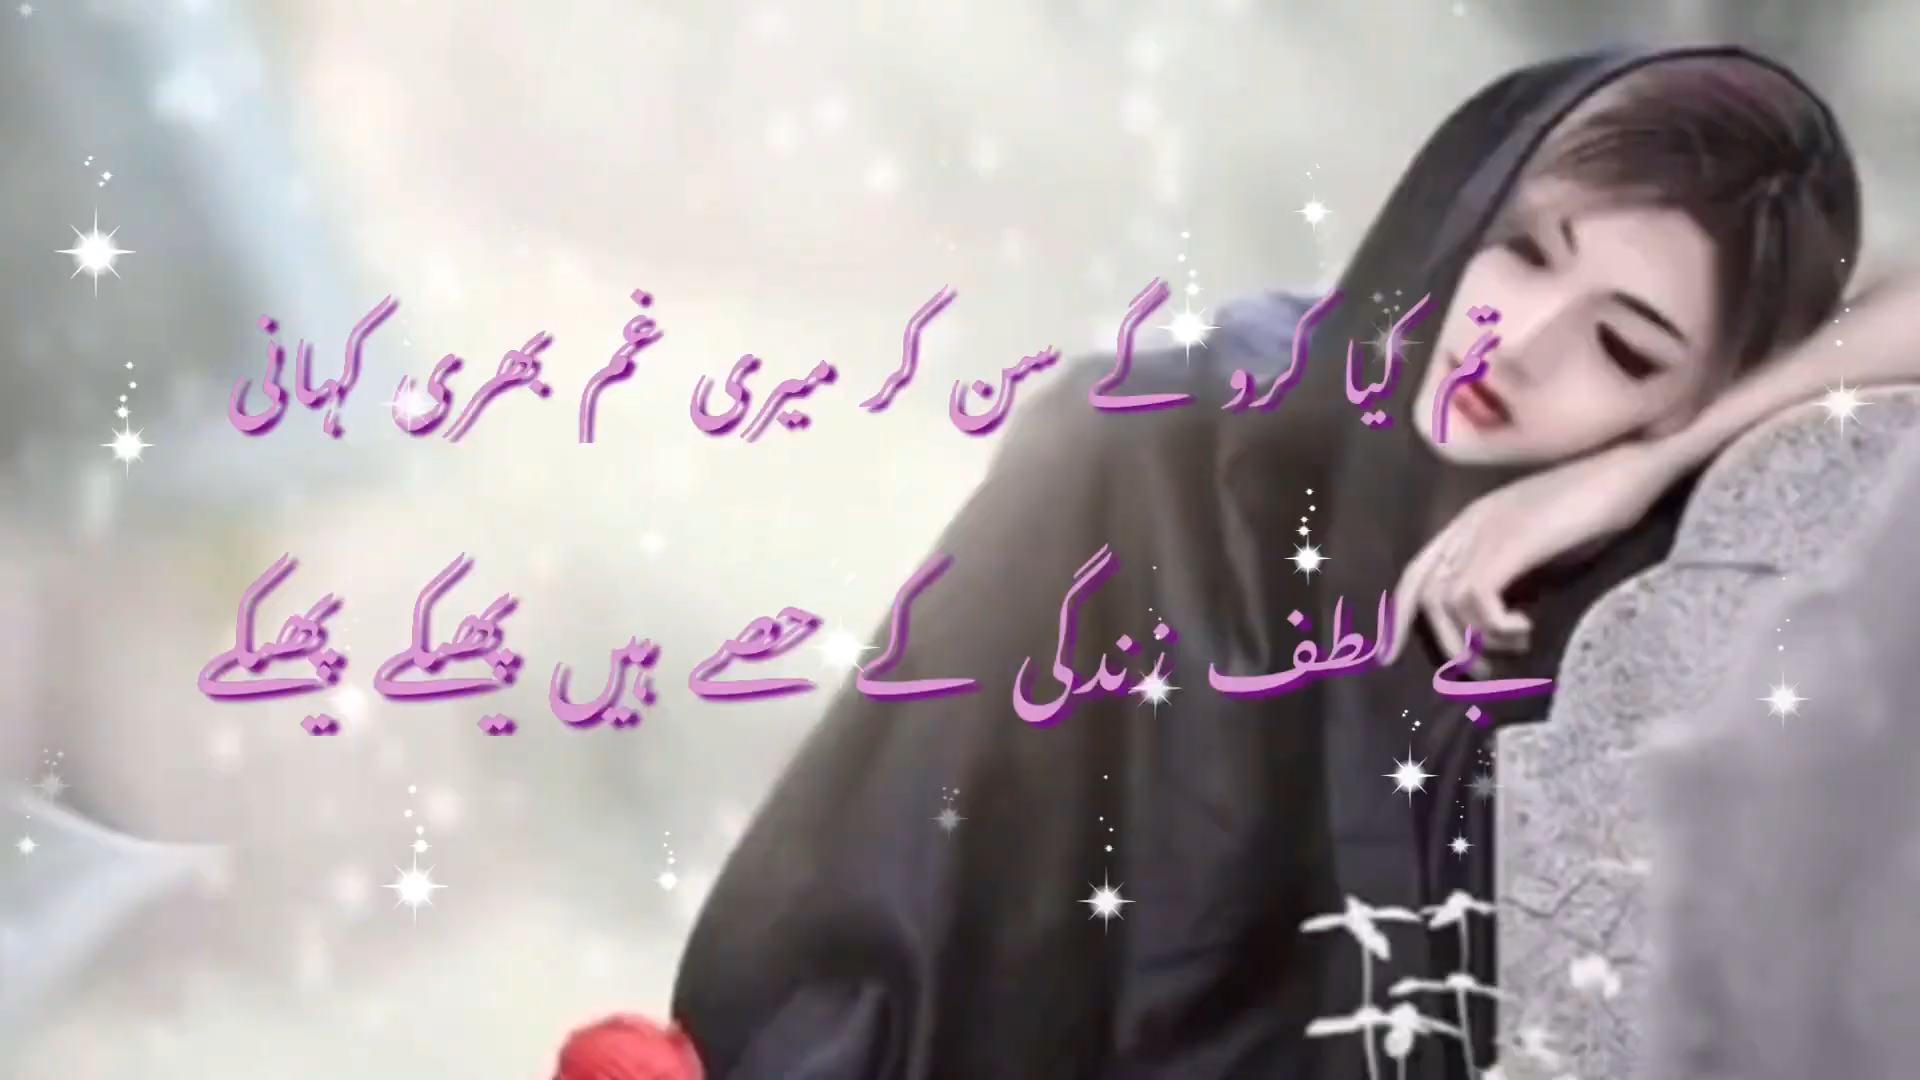 تم کیا کرو گے سن کر میری غم بھری کہانی
بے لطف زندگی کے حصے ہیں پھیکے پھیکے